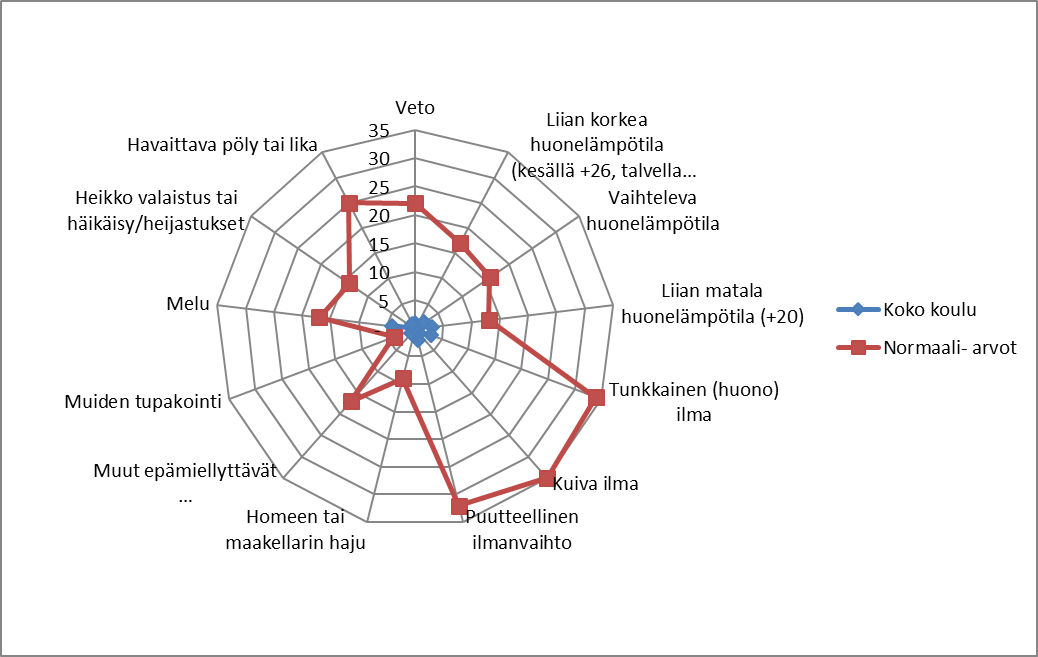 Veto
Liian korkea
huonelämpötila
(kesällä +26, talvella...
Vaihteleva
huonelämpötila
Liian matala
huonelämpötila (+20)
Tunkkainen (huono)
ilma
Kuiva ilma
Puutteellinen
ilmanvaihto
Homeen tai
maakellarin haju
Muut epämiellyttävät
...
Muiden tupakointi
Melu
Heikko valaistus tai
häikäisy/heijastukset
Havaittava pöly tai lika
35
30
25
20
15
10
5
-
Koko koulu
Normaali- arvot